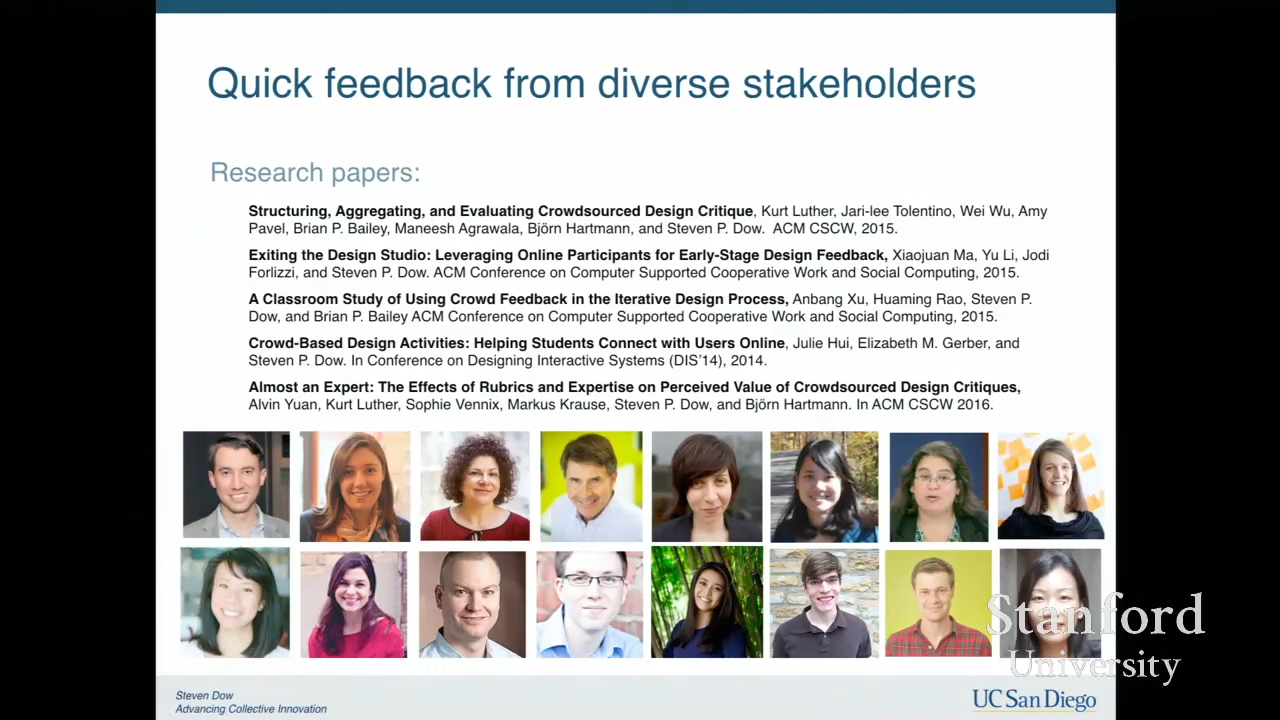 Quick feedback from diverse stakeholders
Research papers:
Structuring, Aggregating, and Evaluating Crowdsourced Design Critique, Kurt Luther, Jari-lee Tolentino, Wei Wu, Amy
Pavel, Brian P. Bailey, Maneesh Agrawala, Björn Hartmann, and Steven P. Dow. ACM CSCW, 2015.
Exiting the Design Studio: Leveraging Online Participants for Early-Stage Design Feedback, Xiaojuan Ma, Yu Li, Jodi
Forlizzi, and Steven P. Dow. ACM Conference on Computer Supported Cooperative Work and Social Computing, 2015.
A Classroom Study of Using Crowd Feedback in the Iterative Design Process, Anbang Xu, Huaming Rao, Steven P.
Dow, and Brian P. Bailey ACM Conference on Computer Supported Cooperative Work and Social Computing, 2015.
Crowd-Based Design Activities: Helping Students Connect with Users Online, Julie Hui, Elizabeth M. Gerber, and
Steven P. Dow. In Conference on Designing Interactive Systems (DIS'14), 2014.
Almost an Expert: The Effects of Rubrics and Expertise on Perceived Value of Crowdsourced Design Critiques,
Alvin Yuan, Kurt Luther, Sophie Vennix, Markus Krause, Steven P. Dow, and Björn Hartmann. In ACM CSCW 2016.
Stanford
University
Steven Dow
Advancing Collective Innovation
UC San Diego